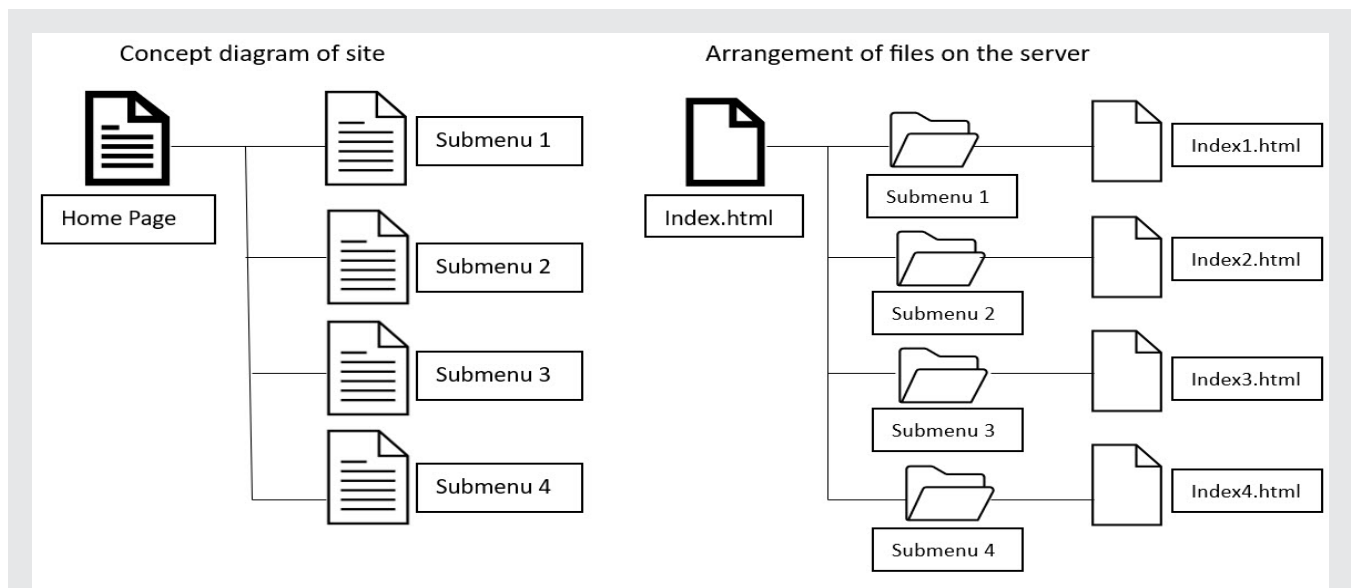 Concept diagram of site
Home Page
Submenu 1
Submenu 2
Submenu 3
Submenu 4
Arrangement of files on the server
Index.html
Submenu 1
Index1.html
Submenu 2
Index2.html
Submenu 3
Index3.html
Submenu 4
Index4.html